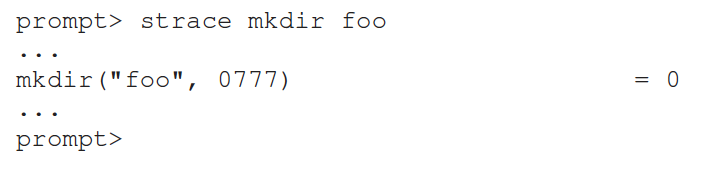 prompt> strace mkdir foo
...
mkdir("foo", 0777) = 0
...
prompt>